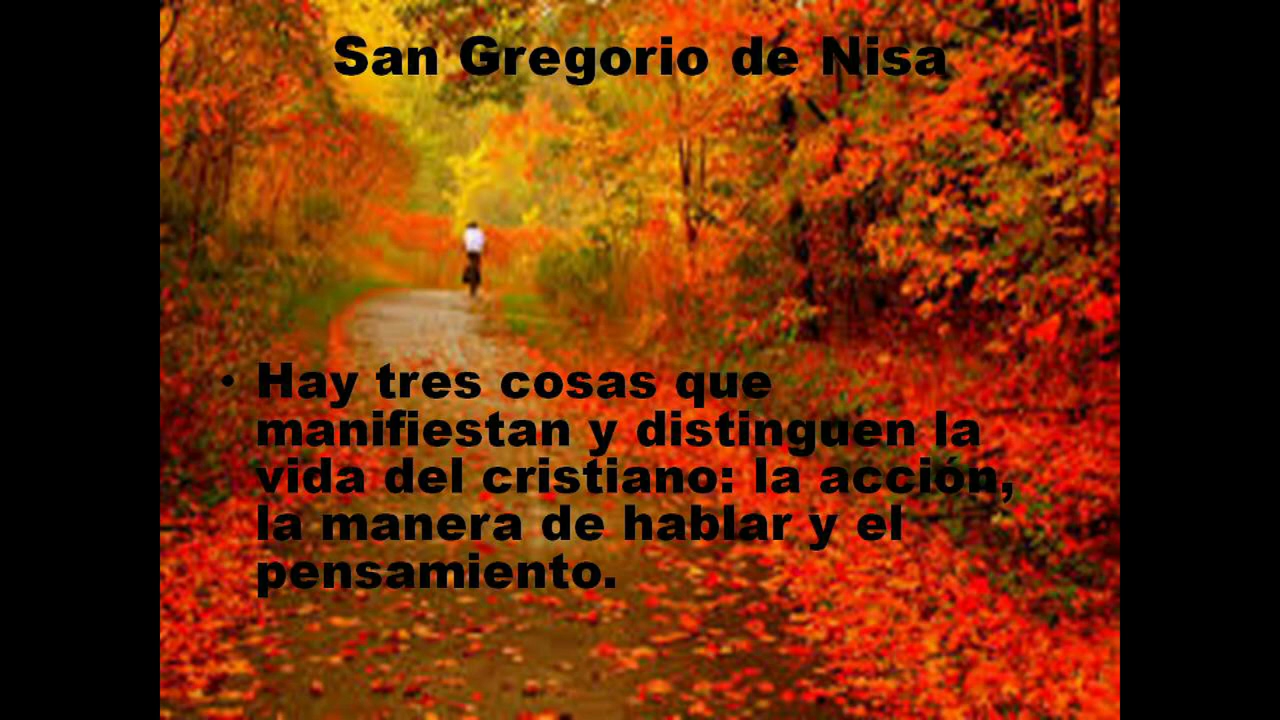 San Gregorio de Nisa
• Hay tres cosas que
manifiestan y distinguen la
vida del cristiano: la acción,
la manera de hablar y el
pensamiento.